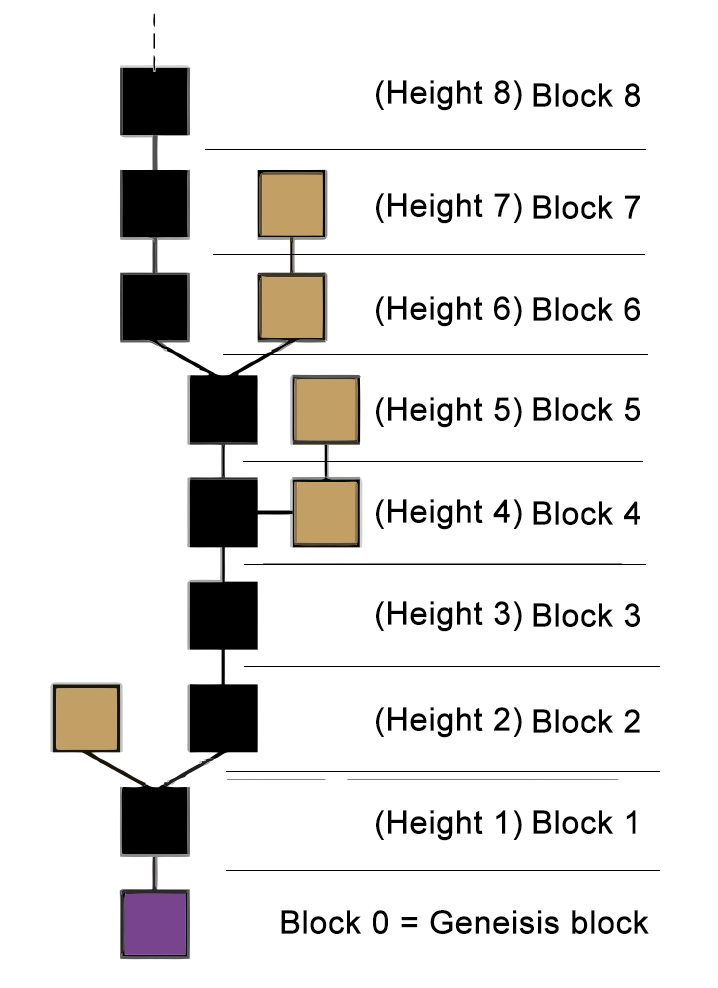 (Height 8) Block 8
(Height 7) Block 7
(Height 6) Block 6
(Height 5) Block 5
(Height 4) Block 4
(Height 3) Block 3
(Height 2) Block 2
(Height 1) Block 1
Block 0 = Geneisis block